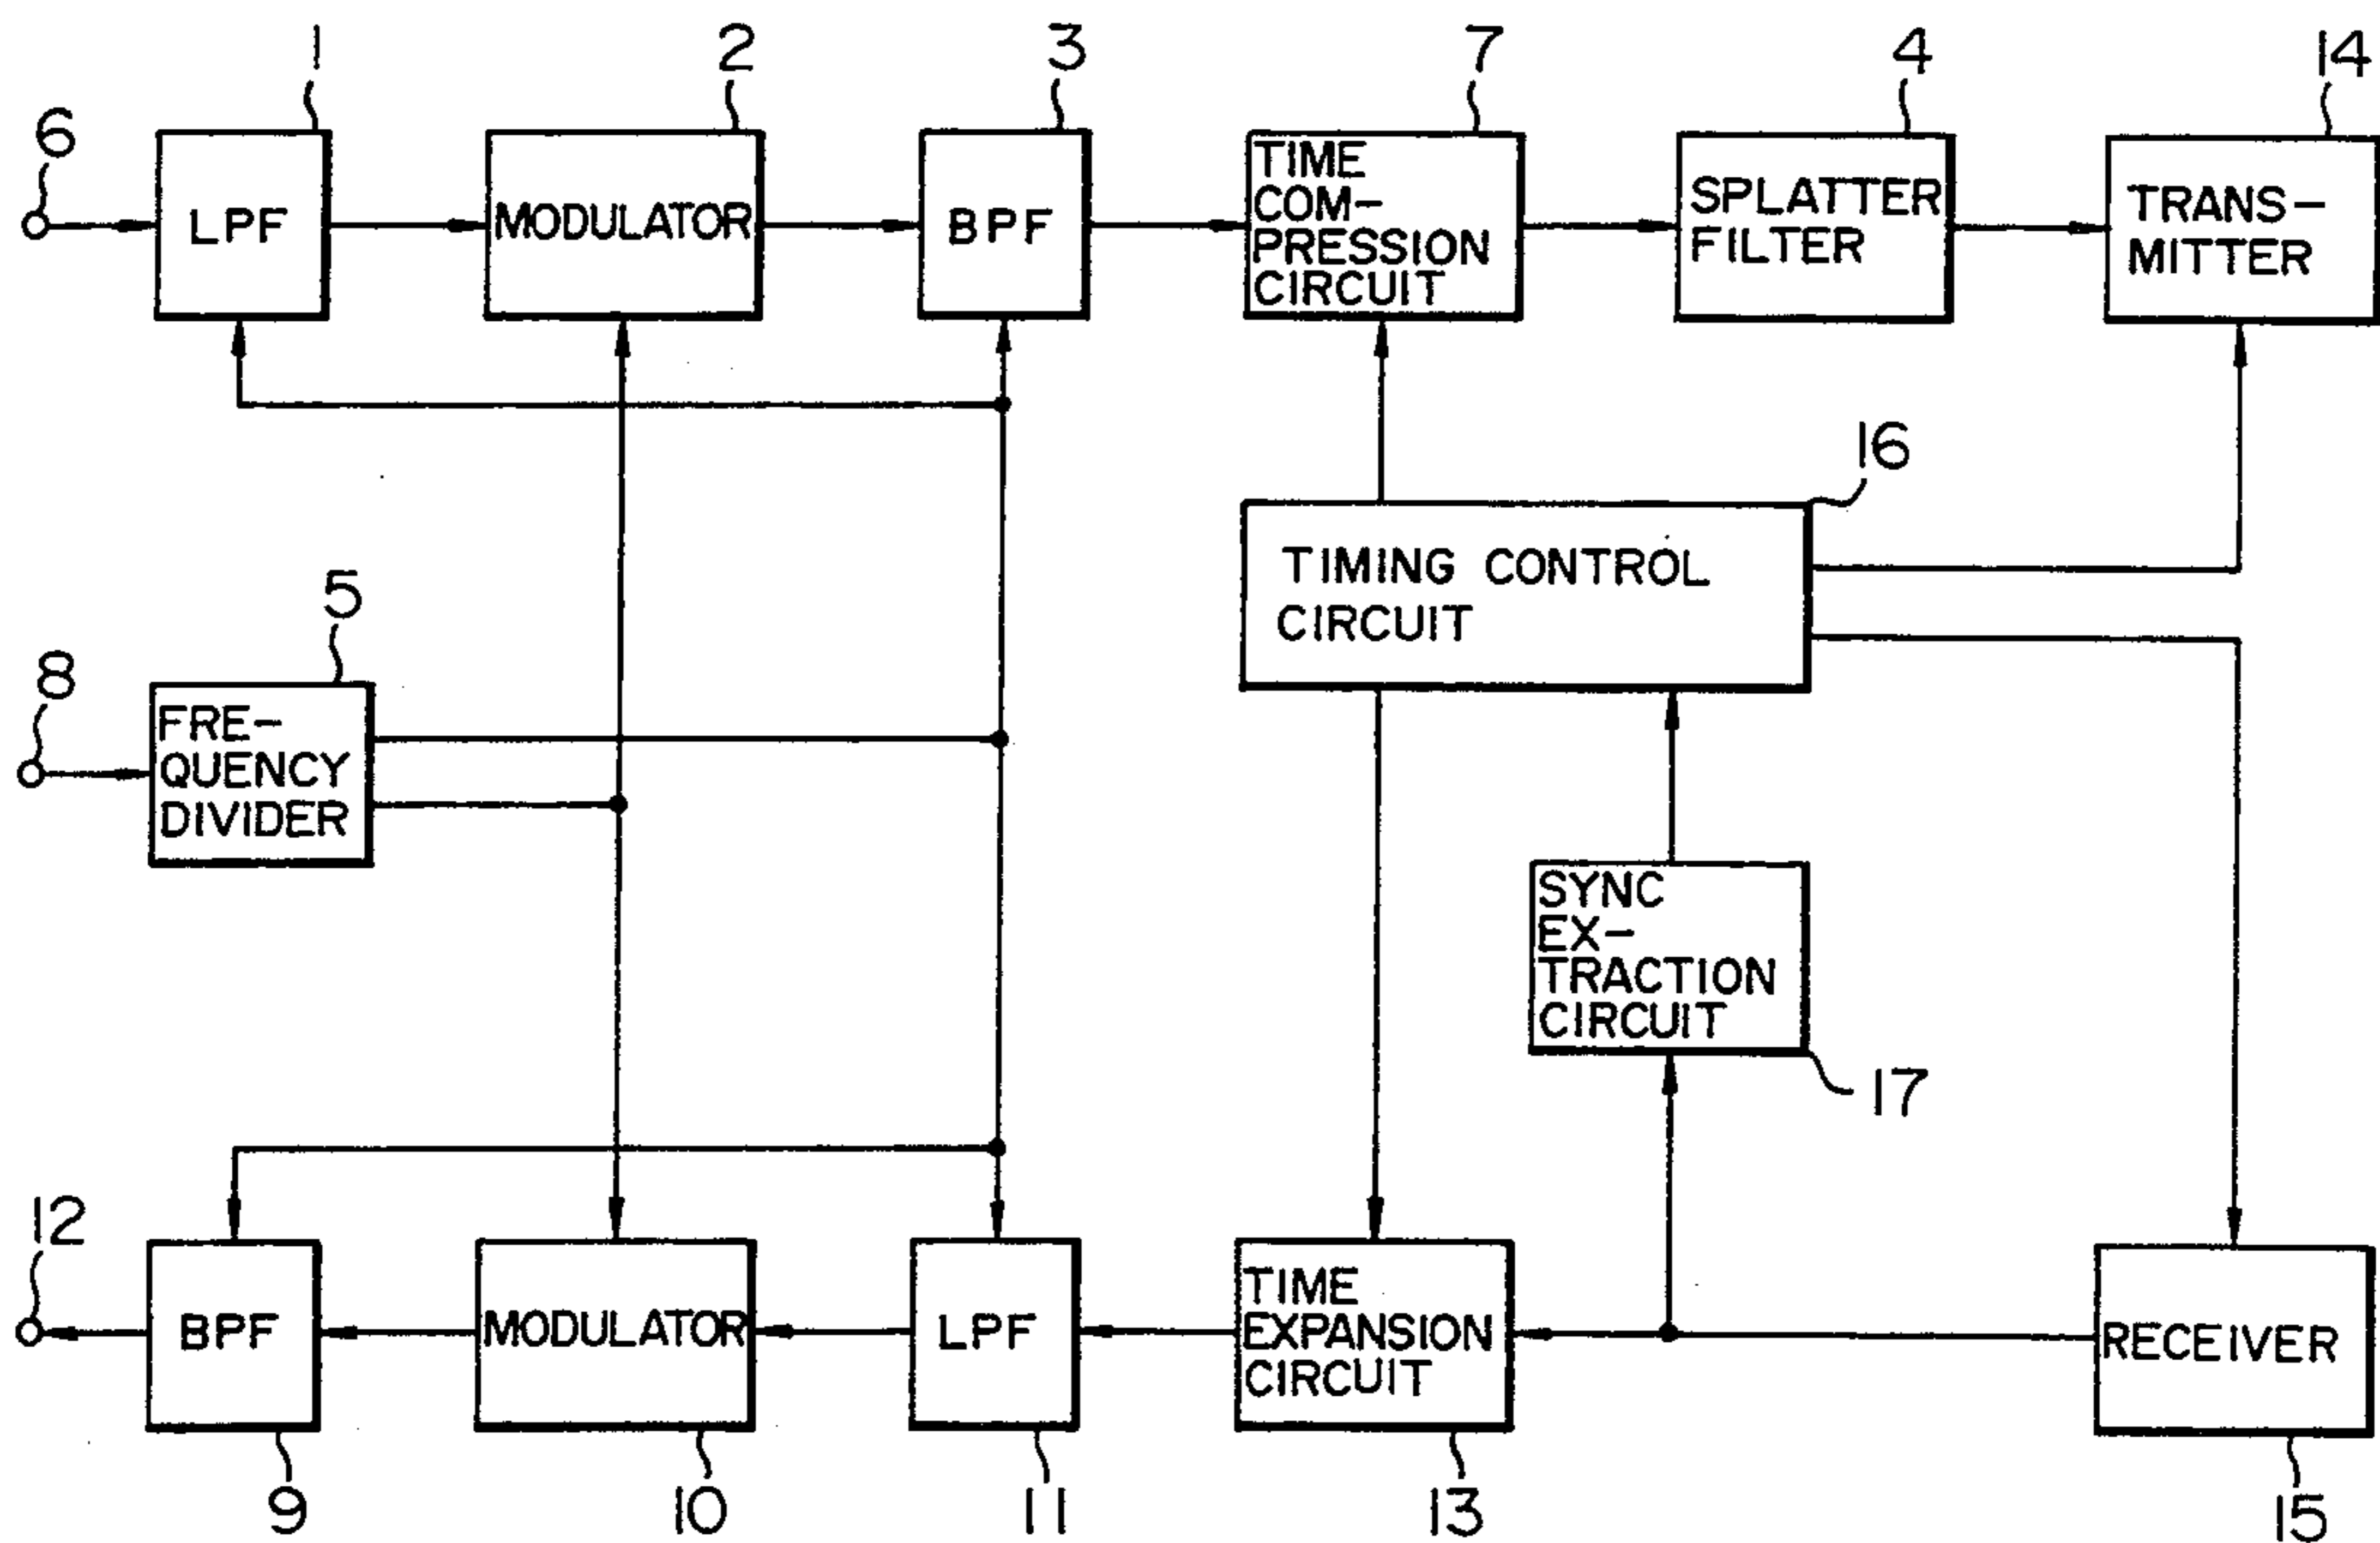 1
2
3
7
4
14
6
LPF
MODULATOR
BPF
TIME
COM-
PRESSION
CIRCUIT
SPLATTER
FILTER
TRANS-
MITTER
16
TIMING CONTROL
CIRCUIT
5
8
FRE-
QUENCY
DIVIDER
SYNC
EX-
TRACTION
CIRCUIT
17
12
BPF
MODULATOR
LPF
TIME
EXPANSION
CIRCUIT
RECEIVER
9
10
11
13
15